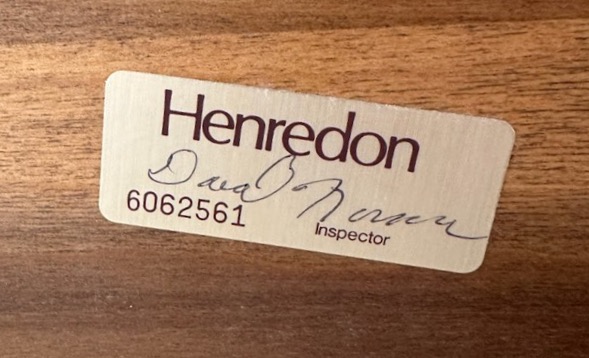 Henredon
6062561
Inspector